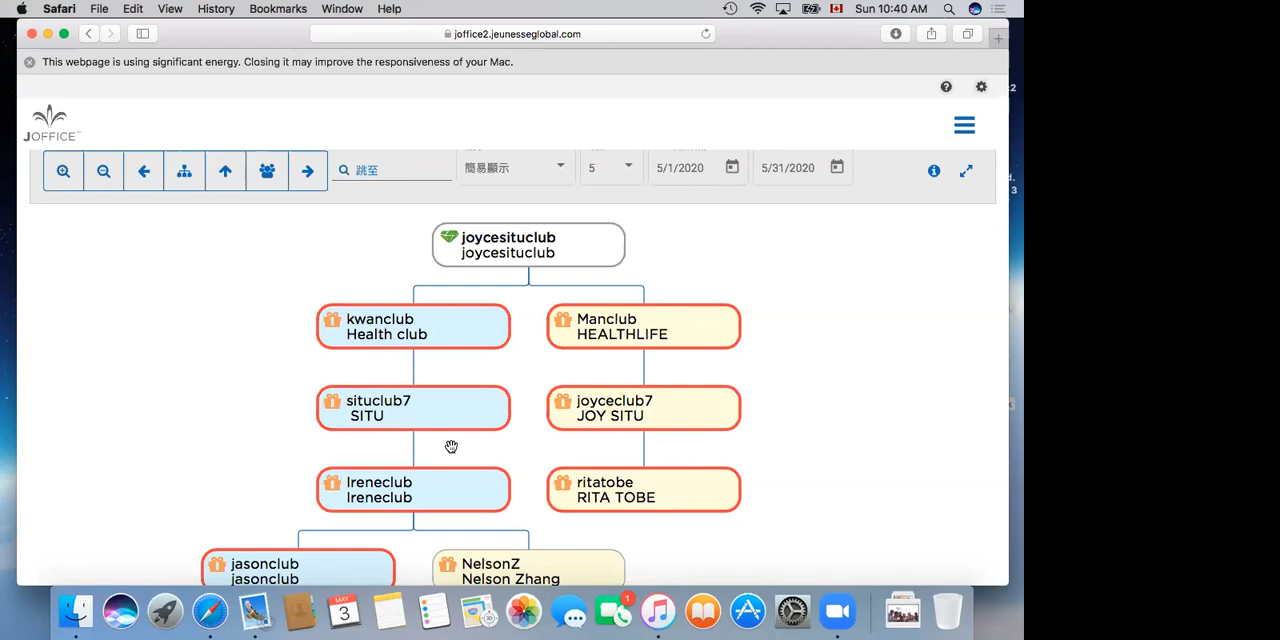 Safari File Edit View History Bookmarks Window Help Sun 10:40 AM
joffice2.jeunesseglobal.com
This webpage is using significant energy. Closing it may improve the responsiveness of your Mac.
JOFFICE™
跳至 簡易顯示 5 5/1/2020 5/31/2020
joycesituclub
joycesituclub
kwanclub
Health club
Manclub
HEALTHLIFE
situclub7
SITU
joyceclub7
JOY SITU
Ireneclub
Ireneclub
ritatobe
RITA TOBE
jasonclub
jasonclub
NelsonZ
Nelson Zhang
MAY
3
1